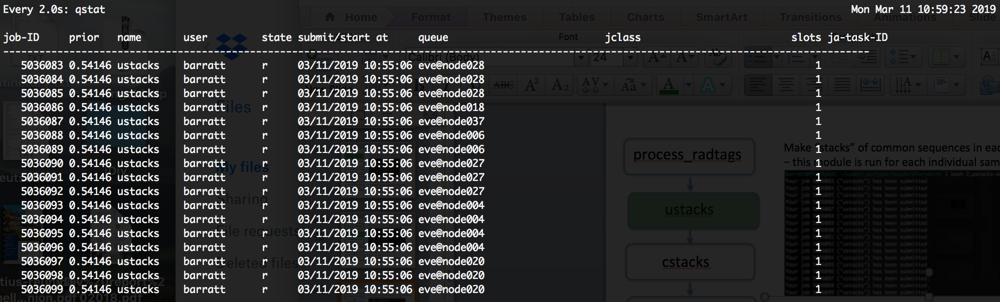 Every 2.0s: qstat Mon Mar 11 10:59:23 2019
job-ID prior name user state submit/start at queue jclass slots ja-task-ID
--------------------------------------------------------------------------------
5036083 0.54146 ustacks barratt r 03/11/2019 10:55:06 eve@node028 1
5036084 0.54146 ustacks barratt r 03/11/2019 10:55:06 eve@node028 1
5036085 0.54146 ustacks barratt r 03/11/2019 10:55:06 eve@node028 1
5036086 0.54146 ustacks barratt r 03/11/2019 10:55:06 eve@node018 1
5036087 0.54146 ustacks barratt r 03/11/2019 10:55:06 eve@node037 1
5036088 0.54146 ustacks barratt r 03/11/2019 10:55:06 eve@node006 1
5036089 0.54146 ustacks barratt r 03/11/2019 10:55:06 eve@node006 1
5036090 0.54146 ustacks barratt r 03/11/2019 10:55:06 eve@node027 1
5036091 0.54146 ustacks barratt r 03/11/2019 10:55:06 eve@node027 1
5036092 0.54146 ustacks barratt r 03/11/2019 10:55:06 eve@node027 1
5036093 0.54146 ustacks barratt r 03/11/2019 10:55:06 eve@node004 1
5036094 0.54146 ustacks barratt r 03/11/2019 10:55:06 eve@node004 1
5036095 0.54146 ustacks barratt r 03/11/2019 10:55:06 eve@node004 1
5036096 0.54146 ustacks barratt r 03/11/2019 10:55:06 eve@node004 1
5036097 0.54146 ustacks barratt r 03/11/2019 10:55:06 eve@node020 1
5036098 0.54146 ustacks barratt r 03/11/2019 10:55:06 eve@node020 1
5036099 0.54146 ustacks barratt r 03/11/2019 10:55:06 eve@node020 1
Home Format Themes Tables Charts SmartArt Transitions Animations Slide
Font
Calibri (Body) 24
Files
My files
Sharing
File requests
Deleted files
process_radtags
ustacks
cstacks
Make “stacks” of common sequences in eac
– this module is run for each individual sam